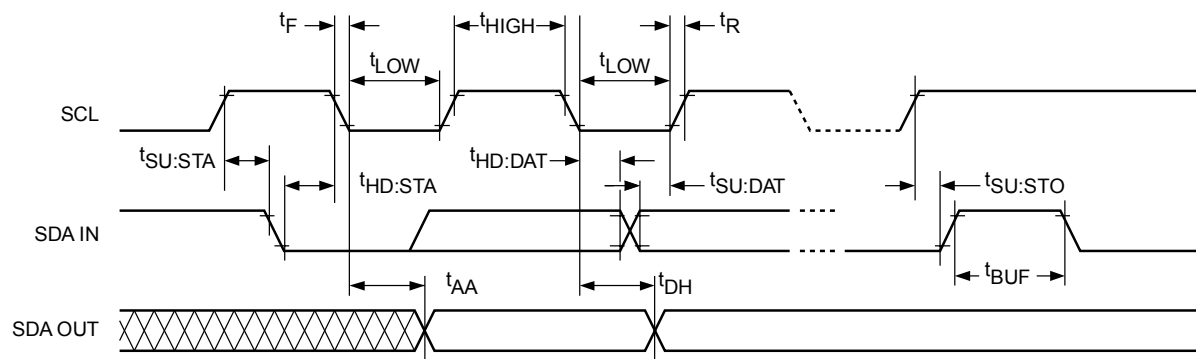 tF
tHIGH
tR
tLOW
tLOW
SCL
tSU:STA
tHD:STA
tHD:DAT
tSU:DAT
tSU:STO
SDA IN
tBUF
tAA
tDH
SDA OUT